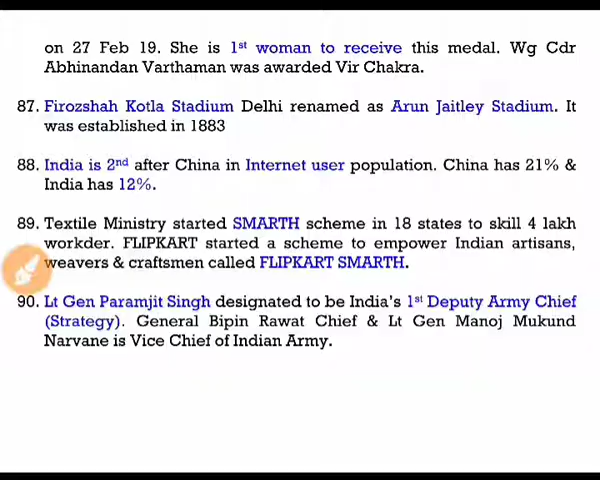 on 27 Feb 19. She is 1st woman to receive this medal. Wg Cdr
Abhinandan Varthaman was awarded Vir Chakra.
87. Firozshah Kotla Stadium Delhi renamed as Arun Jaitley Stadium. It
was established in 1883
88. India is 2nd after China in Internet user population. China has 21% &
India has 12%.
89. Textile Ministry started SMARTH scheme in 18 states to skill 4 lakh
workder. FLIPKART started a scheme to empower Indian artisans,
weavers & craftsmen called FLIPKART SMARTH.
90. Lt Gen Paramjit Singh designated to be India's 1st Deputy Army Chief
(Strategy). General Bipin Rawat Chief & Lt Gen Manoj Mukund
Narvane is Vice Chief of Indian Army.